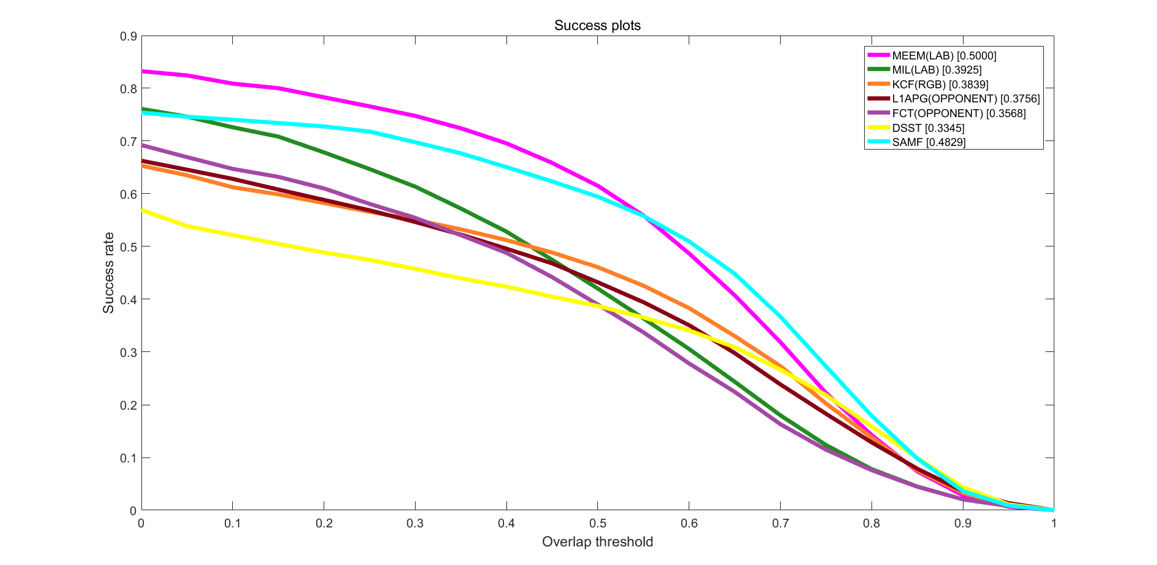 Success plots
0.9
0.8
0.7
0.6
0.5
0.4
0.3
0.2
0.1
0
Success rate
MEEM(LAB) [0.5000]
MIL(LAB) [0.3925]
KCF(RGB) [0.3839]
L1APG(OPPONENT) [0.3756]
FCT(OPPONENT) [0.3568]
DSST [0.3345]
SAMF [0.4829]
0 0.1 0.2 0.3 0.4 0.5 0.6 0.7 0.8 0.9 1
Overlap threshold